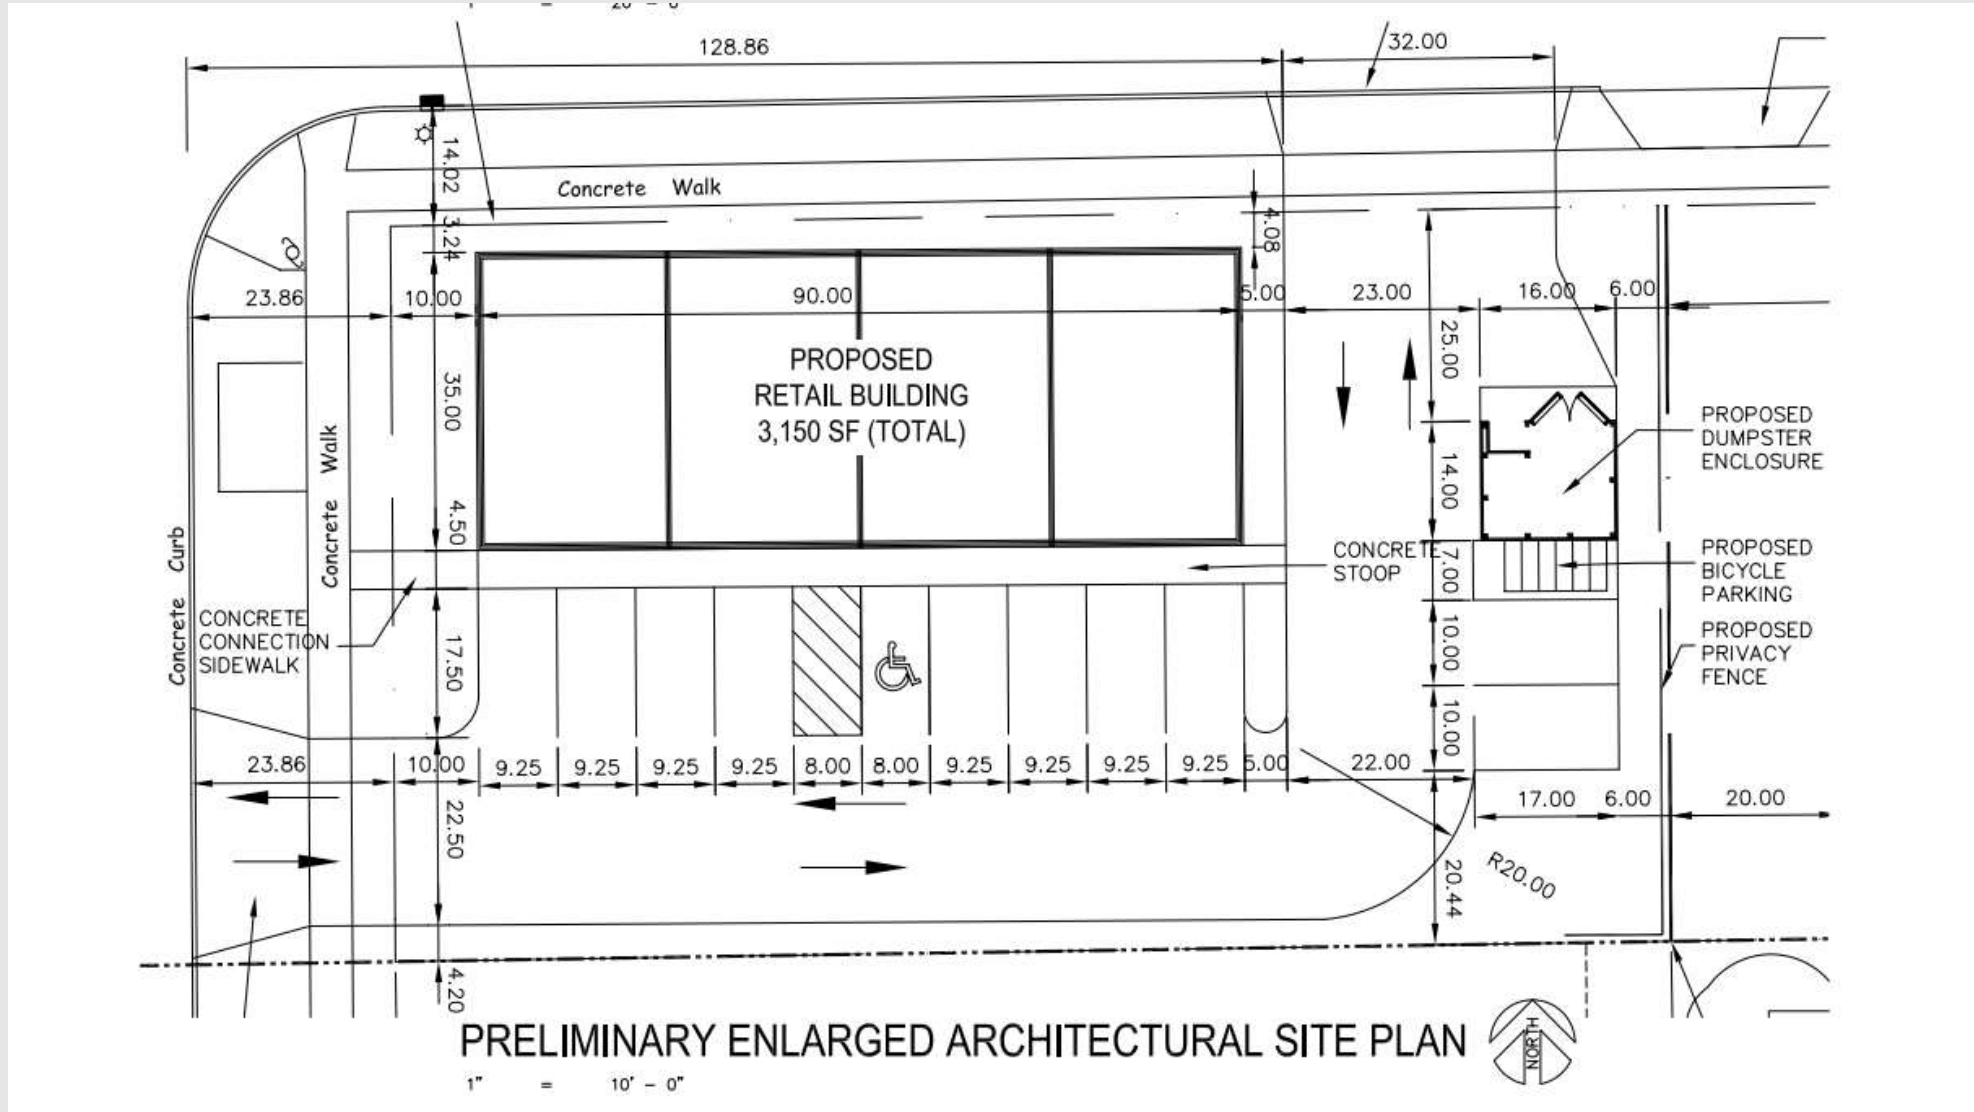 128.86
32.00
14.02
Concrete Walk
3.24
4.08
23.86
10.00
90.00
5.00
23.00
16.00
6.00
25.00
PROPOSED
RETAIL BUILDING
3,150 SF (TOTAL)
35.00
PROPOSED
DUMPSTER
ENCLOSURE
14.00
Concrete Walk
4.50
Concrete Curb
CONCRETE
STOOP
7.00
PROPOSED
BICYCLE
PARKING
CONCRETE
CONNECTION
SIDEWALK
17.50
10.00
PROPOSED
PRIVACY
FENCE
10.00
23.86
10.00
9.25
9.25
9.25
9.25
8.00
8.00
9.25
9.25
9.25
9.25
5.00
22.00
17.00
6.00
20.00
22.50
20.44
R20.00
4.20
PRELIMINARY ENLARGED ARCHITECTURAL SITE PLAN
NORTH
1" = 10' - 0"